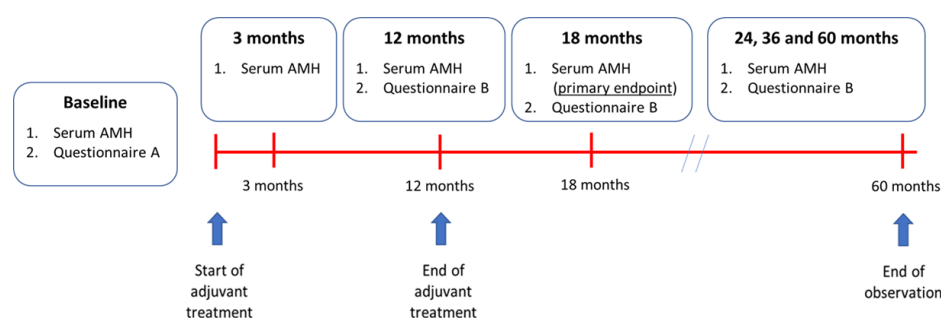 Baseline
1. Serum AMH
2. Questionnaire A
3 months
1. Serum AMH
12 months
1. Serum AMH
2. Questionnaire B
18 months
1. Serum AMH
(primary endpoint)
2. Questionnaire B
24, 36 and 60 months
1. Serum AMH
2. Questionnaire B
3 months
12 months
18 months
60 months
Start of
adjuvant
treatment
End of
adjuvant
treatment
End of
observation